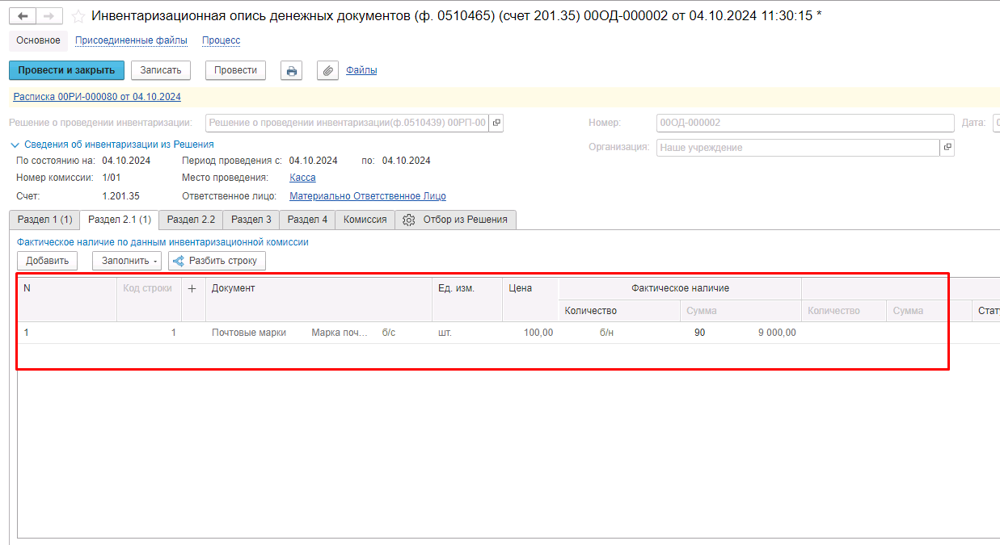 Инвентаризационная опись денежных документов (ф. 0510465) (счет 201.35) 00ОД-000002 от 04.10.2024 11:30:15 *
Основное Присоединенные файлы Процесс
Провести и закрыть Записать Провести Файлы
Расписка 00РИ-000080 от 04.10.2024
Решение о проведении инвентаризации: Решение о проведении инвентаризации(ф.0510439) 00РП-00 Номер: 00ОД-000002 Дата:
Сведения об инвентаризации из Решения Организация: Наше учреждение
По состоянию на: 04.10.2024 Период проведения с: 04.10.2024 по: 04.10.2024
Номер комиссии: 1/01 Место проведения: Касса
Счет: 1.201.35 Ответственное лицо: Материально Ответственное Лицо
Раздел 1 (1) Раздел 2.1 (1) Раздел 2.2 Раздел 3 Раздел 4 Комиссия Отбор из Решения
Фактическое наличие по данным инвентаризационной комиссии
Добавить Заполнить Разбить строку
N Код строки + Документ Ед. изм. Цена Фактическое наличие
Количество Сумма Количество Сумма Стат
1 1 Почтовые марки Марка поч... б/с шт. 100,00 б/н 90 9 000,00